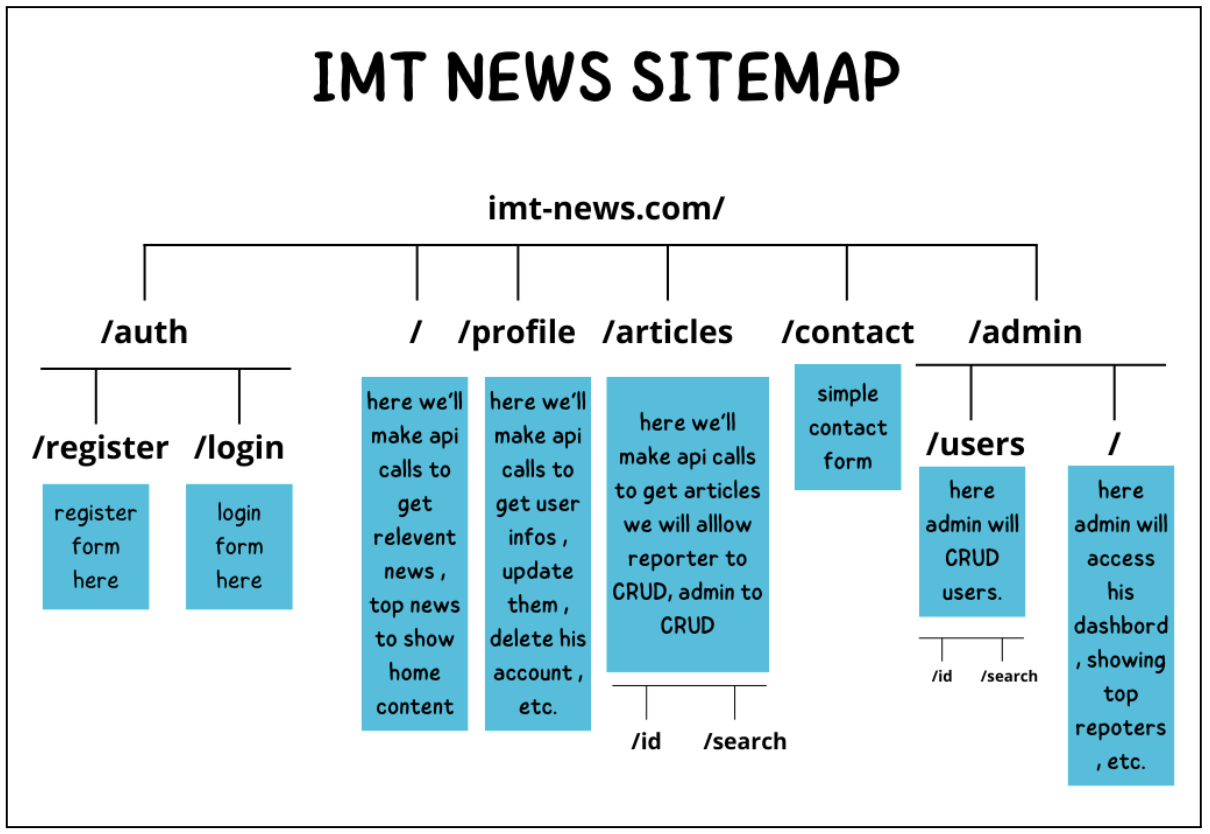 IMT NEWS SITEMAP
imt-news.com/
/auth
/
/profile
/articles
/contact
/admin
/register
/login
register
form
here
login
form
here
here we'll
make api
calls to
get
relevent
news ,
top news
to show
home
content
here we'll
make api
calls to
get user
infos ,
update
them ,
delete his
account ,
etc.
here we'll
make api calls
to get articles
we will alllow
reporter to
CRUD, admin to
CRUD
/id
/search
simple
contact
form
/users
/
here
admin will
CRUD
users.
/id
/search
here
admin will
access
his
dashbord
, showing
top
repoters
, etc.